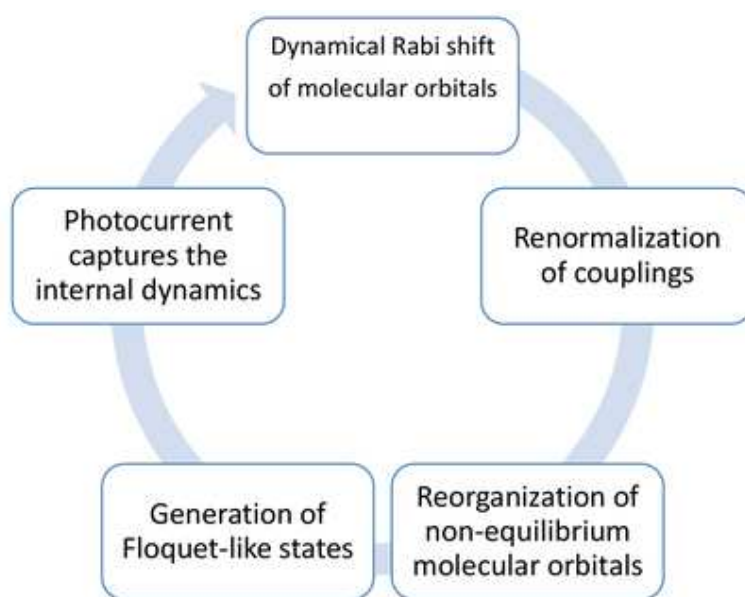 Dynamical Rabi shift
of molecular orbitals
Renormalization
of couplings
Reorganization of
non-equilibrium
molecular orbitals
Generation of
Floquet-like states
Photocurrent
captures the
internal dynamics